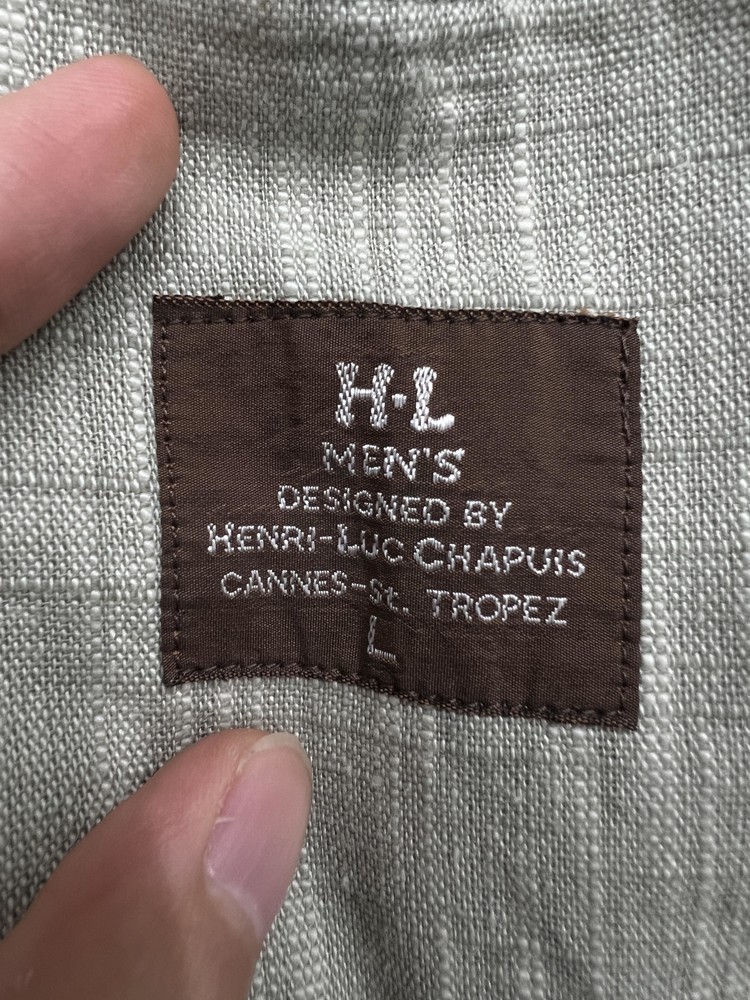 H·L
MEN'S
DESIGNED BY
HENRI-LUC CHAPUIS
CANNES-St. TROPEZ
L